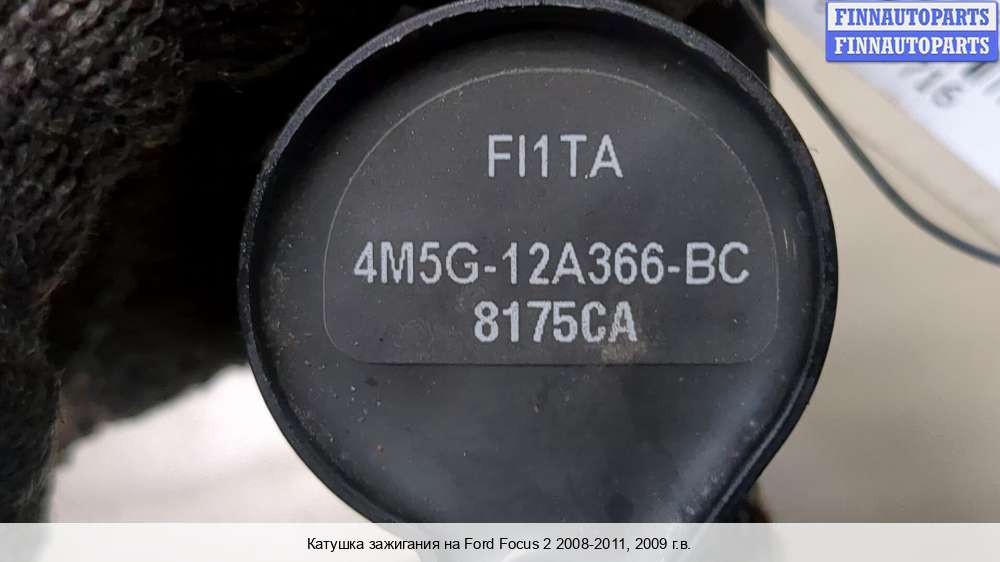 FINNAUTOPARTS
FINNAUTOPARTS
FI1TA
4M5G-12A366-BC
8175CA
Катушка зажигания на Ford Focus 2 2008-2011, 2009 г.в.